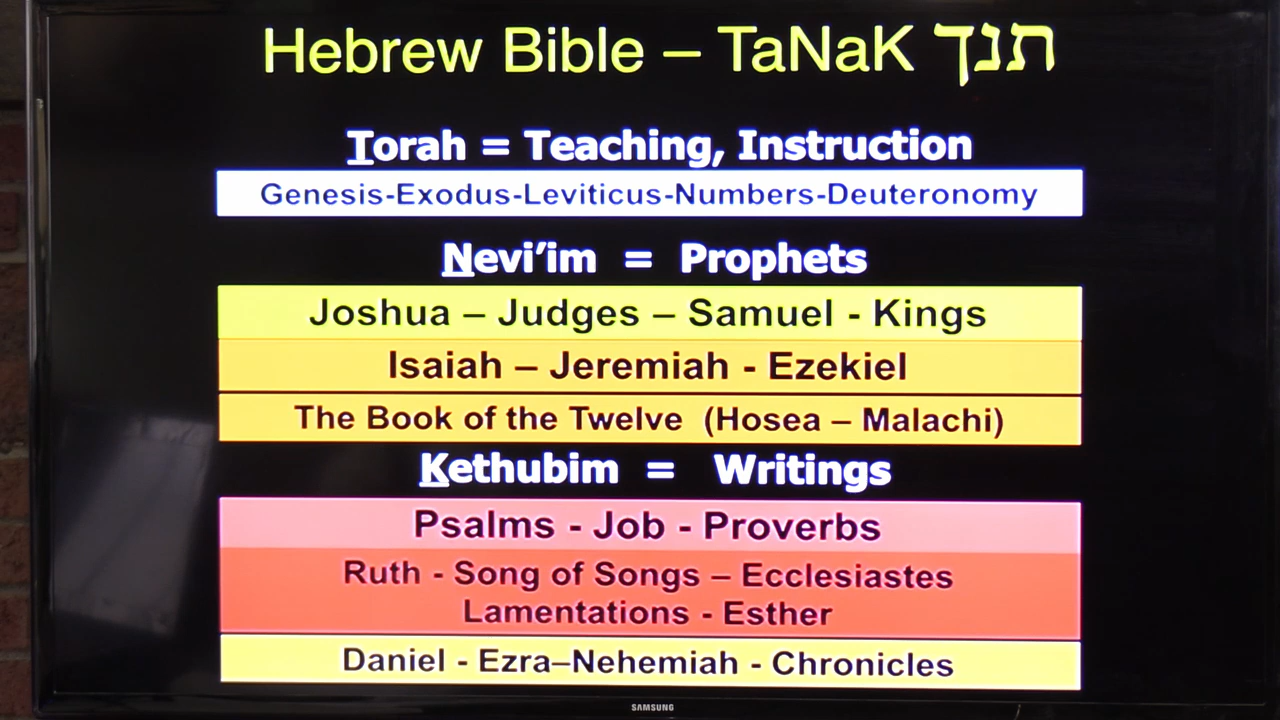 Hebrew Bible – TaNaK תנך
Torah = Teaching, Instruction
Genesis-Exodus-Leviticus-Numbers-Deuteronomy
Nevi’im = Prophets
Joshua – Judges – Samuel - Kings
Isaiah – Jeremiah - Ezekiel
The Book of the Twelve (Hosea – Malachi)
Kethubim = Writings
Psalms - Job - Proverbs
Ruth - Song of Songs – Ecclesiastes
Lamentations - Esther
Daniel - Ezra–Nehemiah - Chronicles
SAMSUNG